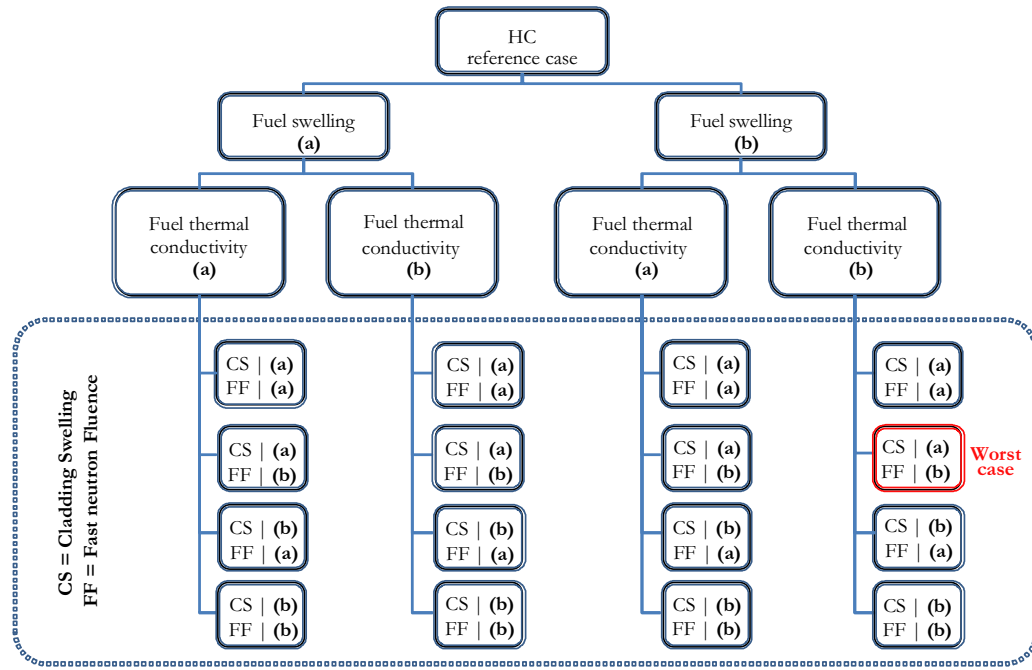 HC
reference case
Fuel swelling
(a)
Fuel swelling
(b)
Fuel thermal
conductivity
(a)
Fuel thermal
conductivity
(b)
Fuel thermal
conductivity
(a)
Fuel thermal
conductivity
(b)
CS = Cladding Swelling
FF = Fast neutron Fluence
CS | (a)
FF | (a)
CS | (a)
FF | (b)
CS | (b)
FF | (a)
CS | (b)
FF | (b)
CS | (a)
FF | (a)
CS | (a)
FF | (b)
CS | (b)
FF | (a)
CS | (b)
FF | (b)
CS | (a)
FF | (a)
CS | (a)
FF | (b)
CS | (b)
FF | (a)
CS | (b)
FF | (b)
CS | (a)
FF | (a)
CS | (a)
FF | (b)
Worst
case
CS | (b)
FF | (a)
CS | (b)
FF | (b)